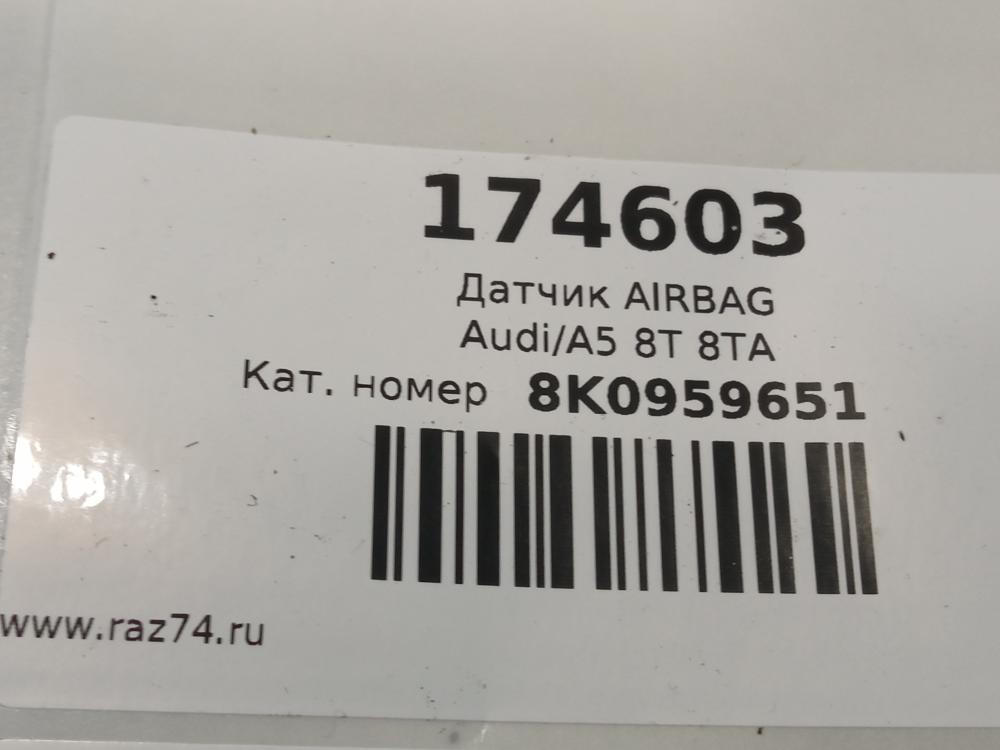 174603
Датчик AIRBAG
Audi/A5 8T 8TA
Кат. номер 8K0959651
www.raz74.ru